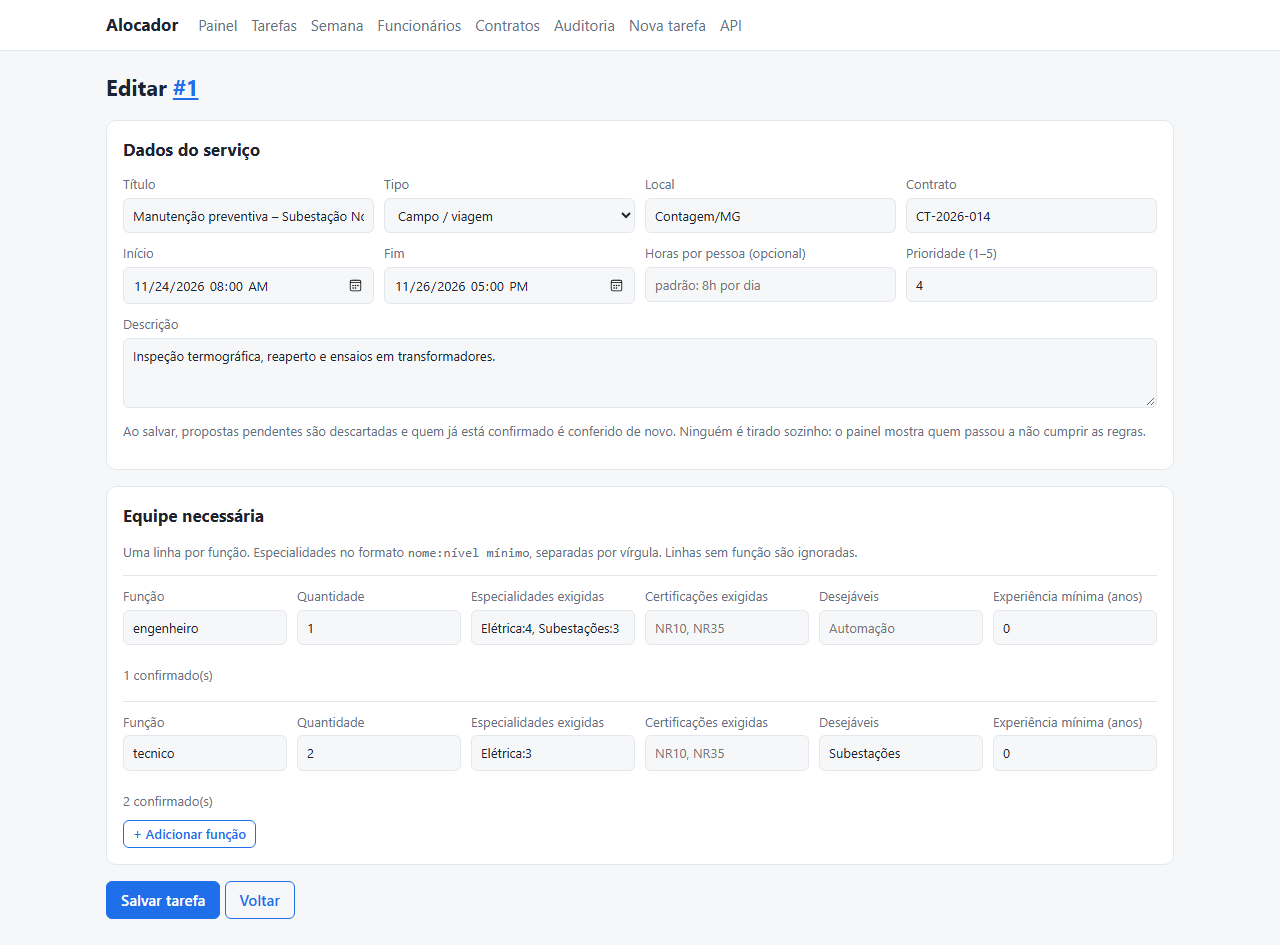 Alocador Painel Tarefas Semana Funcionários Contratos Auditoria Nova tarefa API
Editar #1
Dados do serviço
Título Tipo Local Contrato
Manutenção preventiva – Subestação No Campo / viagem Contagem/MG CT-2026-014
Início Fim Horas por pessoa (opcional) Prioridade (1–5)
11/24/2026 08:00 AM 11/26/2026 05:00 PM padrão: 8h por dia 4
Descrição
Inspeção termográfica, reaperto e ensaios em transformadores.
Ao salvar, propostas pendentes são descartadas e quem já está confirmado é conferido de novo. Ninguém é tirado sozinho: o painel mostra quem passou a não cumprir as regras.
Equipe necessária
Uma linha por função. Especialidades no formato nome:nível mínimo, separadas por vírgula. Linhas sem função são ignoradas.
Função Quantidade Especialidades exigidas Certificações exigidas Desejáveis Experiência mínima (anos)
engenheiro 1 Elétrica:4, Subestações:3 NR10, NR35 Automação 0
1 confirmado(s)
Função Quantidade Especialidades exigidas Certificações exigidas Desejáveis Experiência mínima (anos)
tecnico 2 Elétrica:3 NR10, NR35 Subestações 0
2 confirmado(s)
+ Adicionar função
Salvar tarefa Voltar